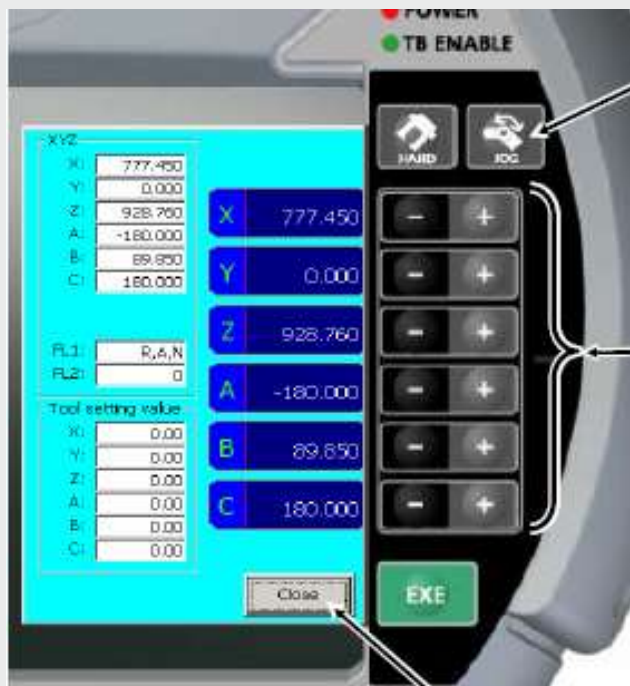 POWER
TB ENABLE
HAND
JOG
XYZ
X: 777.450
Y: 0.000
Z: 928.760
A: -180.000
B: 89.850
C: 180.000
FL1: R,A,N
FL2: 0
Tool setting value
X: 0.00
Y: 0.00
Z: 0.00
A: 0.00
B: 0.00
C: 0.00
X 777.450
Y 0.000
Z 928.760
A -180.000
B 89.850
C 180.000
Close
- +
- +
- +
- +
- +
- +
EXE